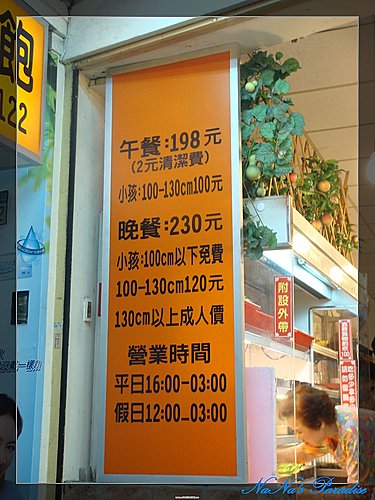 飽
122
午餐:198元
(2元清潔費)
小孩:100-130cm100元
晚餐:230元
小孩:100cm以下免費
100-130cm120元
130cm以上成人價
營業時間
平日16:00-03:00
假日12:00-03:00
附設外帶
NaNa's Paradise